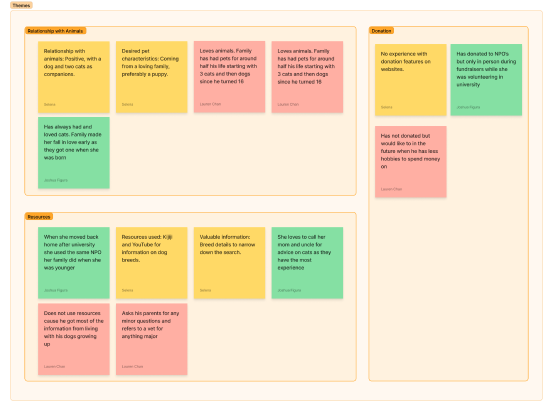 Themes
Relationship with Animals
Relationship with
animals: Positive, with a
dog and two cats as
companions.
Selena
Desired pet
characteristics: Coming
from a loving family,
preferably a puppy.
Selena
Loves animals. Family
has had pets for around
half his life starting with
3 cats and then dogs
since he turned 16
Lauren Chan
Loves animals. Family
has had pets for around
half his life starting with
3 cats and then dogs
since he turned 16
Lauren Chan
Has always had and
loved cats. Family made
her fall in love early as
they got one when she
was born
Joshua Figuro
Donation
No experience with
donation features on
websites.
Selena
Has donated to NPO's
but only in person during
fundraisers while she
was volunteering in
university
Has not donated but
would like to in the
future when he has less
hobbies to spend money
on
Lauren Chan
Resources
When she moved back
home after university
she used the same NPO
her family did when she
was younger
Resources used: Kijiji
and YouTube for
information on dog
breeds.
Selena
Valuable information:
Breed details to narrow
down the search.
Selena
She loves to call her
mom and uncle for
advice on cats as they
have the most
experience
Does not use resources
cause he got most of the
information from living
with his dogs growing
up
Lauren Chan
Asks his parents for any
minor questions and
refers to a vet for
anything major
Lauren Chan